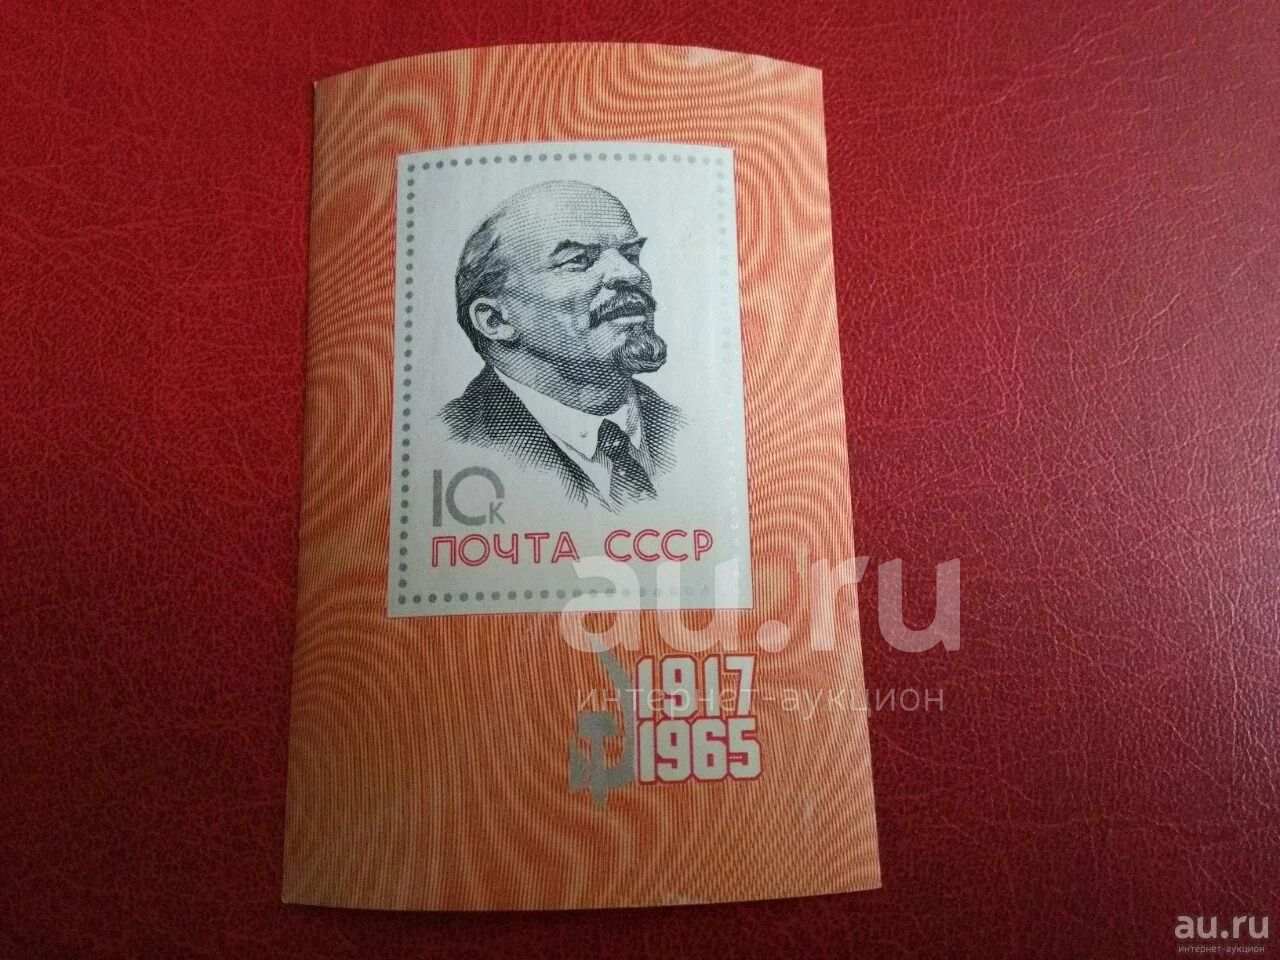 10к
ПОЧТА СССР
au.ru
интернет-аукцион
1917
1965
au.ru
интернет-аукцион